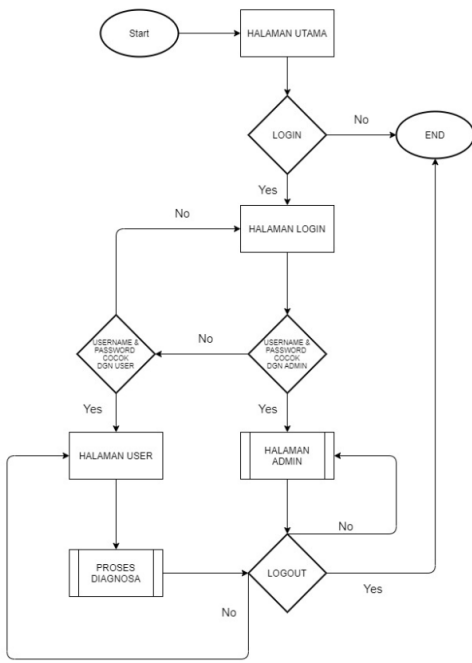 Start
HALAMAN UTAMA
LOGIN
No
END
Yes
HALAMAN LOGIN
No
USERNAME &
PASSWORD
COCOK
DGN USER
No
USERNAME &
PASSWORD
COCOK
DGN ADMIN
Yes
Yes
HALAMAN USER
HALAMAN
ADMIN
No
PROSES
DIAGNOSA
LOGOUT
Yes
No